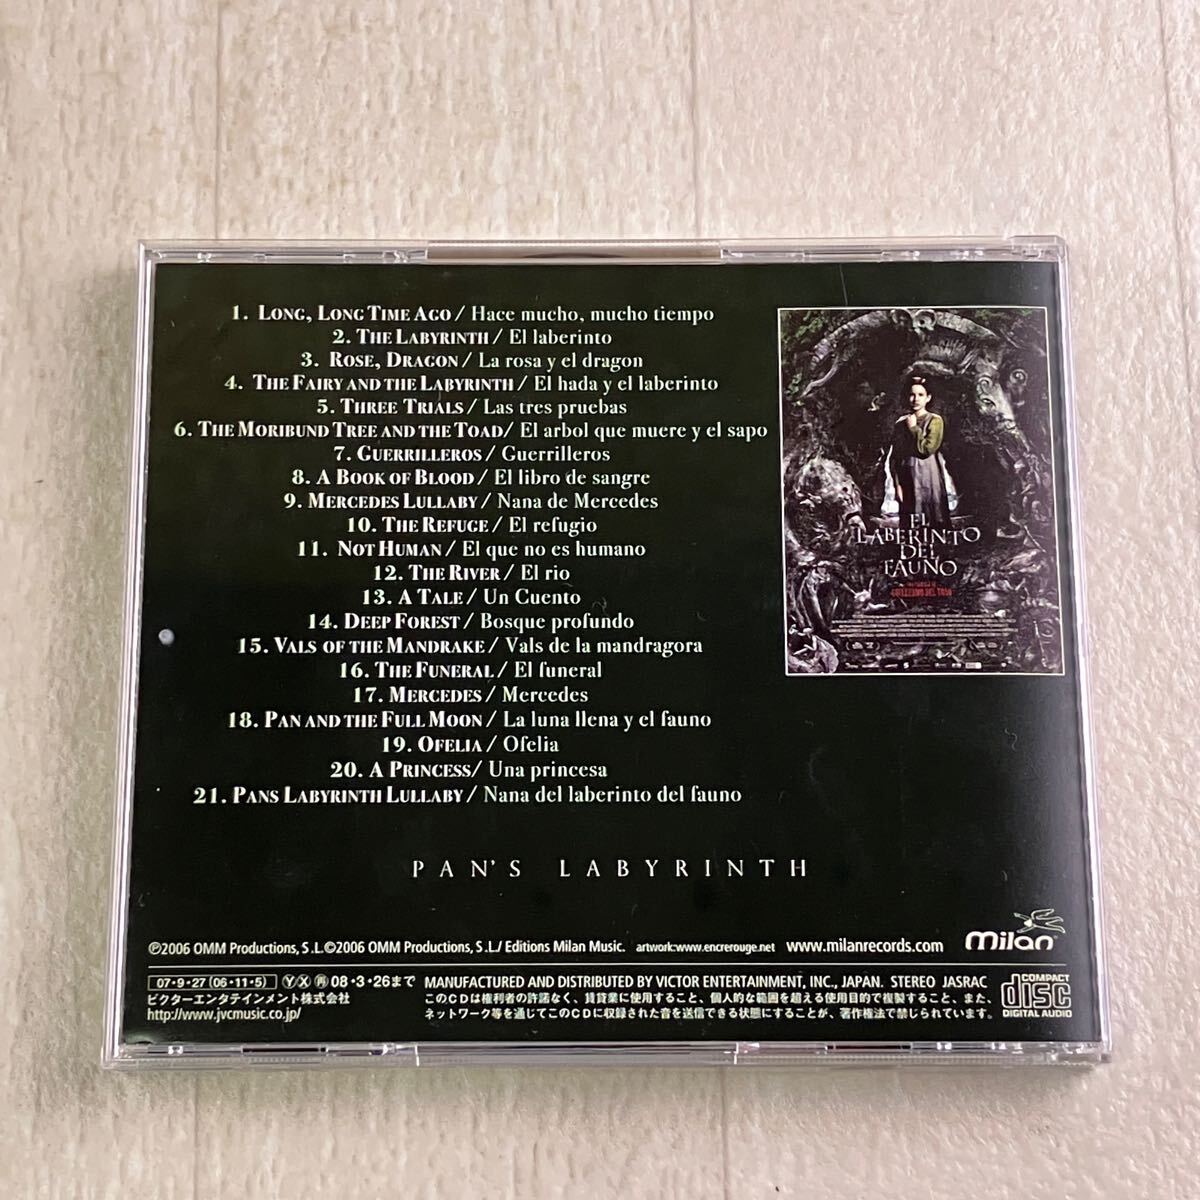 1. LONG, LONG TIME AGO / Hace mucho, mucho tiempo
2. THE LABYRINTH / El laberinto
3. ROSE, DRAGON / La rosa y el dragon
4. THE FAIRY AND THE LABYRINTH / El hada y el laberinto
5. THREE TRIALS / Las tres pruebas
6. THE MORIBUND TREE AND THE TOAD/ El arbol que muere y el sapo
7. GUERRILLEROS / Guerrilleros
8. A BOOK OF BLOOD / El libro de sangre
9. MERCEDES LULLABY / Nana de Mercedes
10. THE REFUGE / El refugio
11. NOT HUMAN / El que no es humano
12. THE RIVER / El rio
13. A TALE / Un Cuento
14. DEEP FOREST / Bosque profundo
15. VALS OF THE MANDRAKE / Vals de la mandragora
16. THE FUNERAL / El funeral
17. MERCEDES / Mercedes
18. PAN AND THE FULL MOON / La luna llena y el fauno
19. OFELIA / Ofelia
20. A PRINCESS/ Una princesa
21. PANS LABYRINTH LULLABY / Nana del laberinto del fauno
EL
LABERINTO
DEL
FAUNO
GUILLERMO DEL TORO
PAN'S LABYRINTH
℗2006 OMM Productions, S.L.©2006 OMM Productions, S.L./ Editions Milan Music. artwork:www.encrerouge.net www.milanrecords.com
milan
07・9・27 (06・11・5) Ⓨ Ⓧ ㊞ 08・3・26まで
ビクターエンタテインメント株式会社
http://www.jvcmusic.co.jp/
MANUFACTURED AND DISTRIBUTED BY VICTOR ENTERTAINMENT, INC., JAPAN. STEREO JASRAC
このCDは権利者の許諾なく、賃貸業に使用すること、個人的な範囲を超える使用目的で複製すること、また、
ネットワーク等を通じてこのCDに収録された音を送信できる状態にすることが、著作権法で禁じられています。
COMPACT
disc
DIGITAL AUDIO